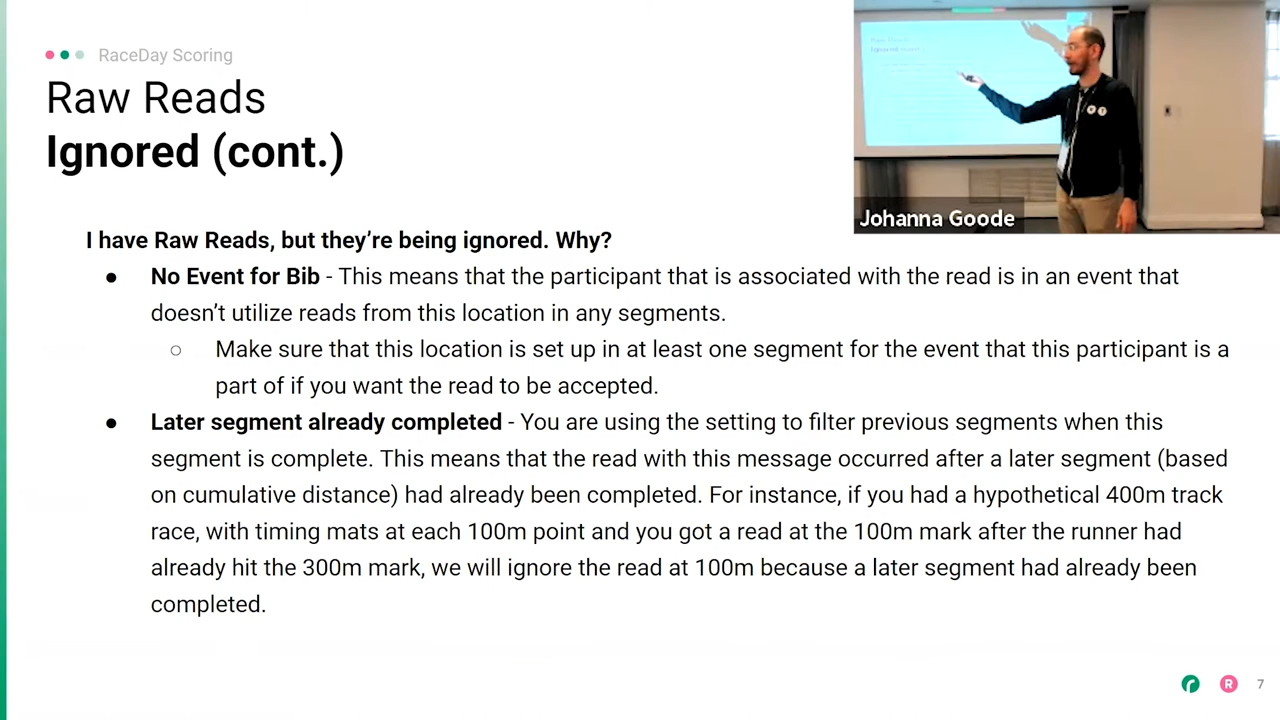 RaceDay Scoring
Raw Reads
Ignored (cont.)
Johanna Goode
I have Raw Reads, but they’re being ignored. Why?
● No Event for Bib - This means that the participant that is associated with the read is in an event that
doesn’t utilize reads from this location in any segments.
○ Make sure that this location is set up in at least one segment for the event that this participant is a
part of if you want the read to be accepted.
● Later segment already completed - You are using the setting to filter previous segments when this
segment is complete. This means that the read with this message occurred after a later segment (based
on cumulative distance) had already been completed. For instance, if you had a hypothetical 400m track
race, with timing mats at each 100m point and you got a read at the 100m mark after the runner had
already hit the 300m mark, we will ignore the read at 100m because a later segment had already been
completed.
R 7